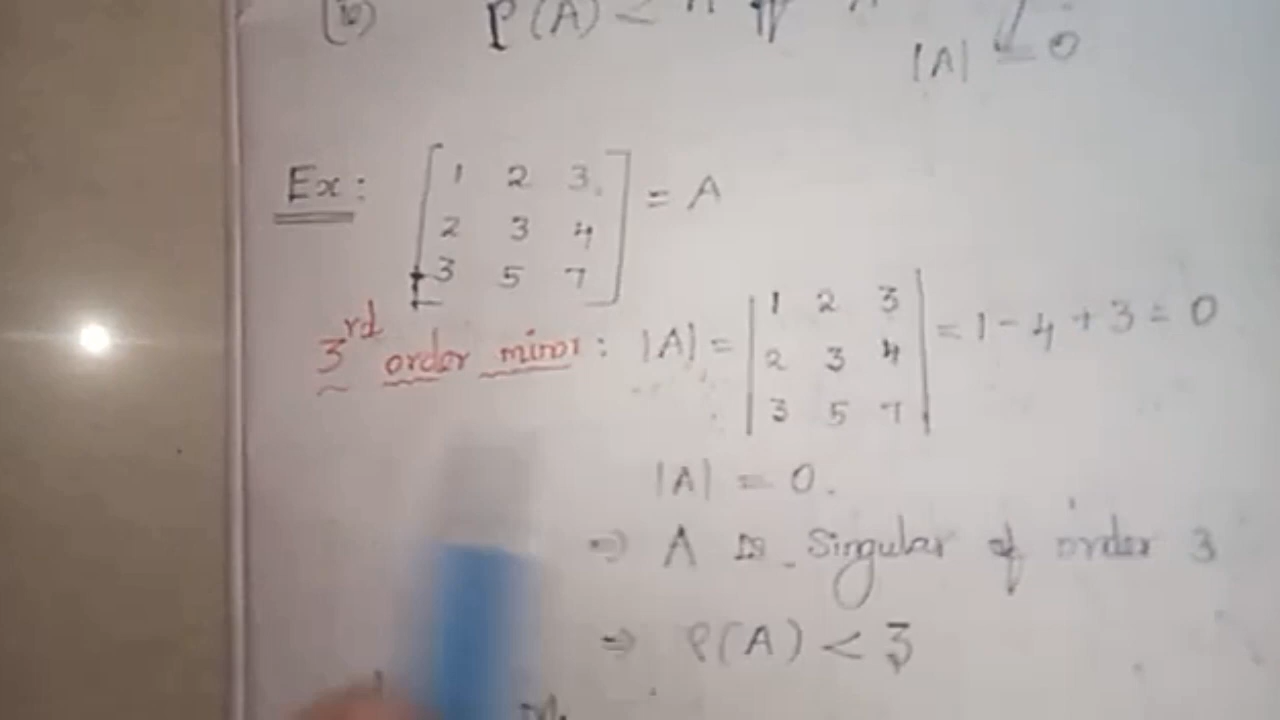 (iv) ρ(A) < n
|A| = 0
Ex: [ 1 2 3 ] = A
2 3 4
3 5 7
3rd order minor: |A| = | 1 2 3 | = 1 - 4 + 3 = 0
2 3 4
3 5 7
|A| = 0.
⇒ A is singular of order 3
⇒ ρ(A) < 3